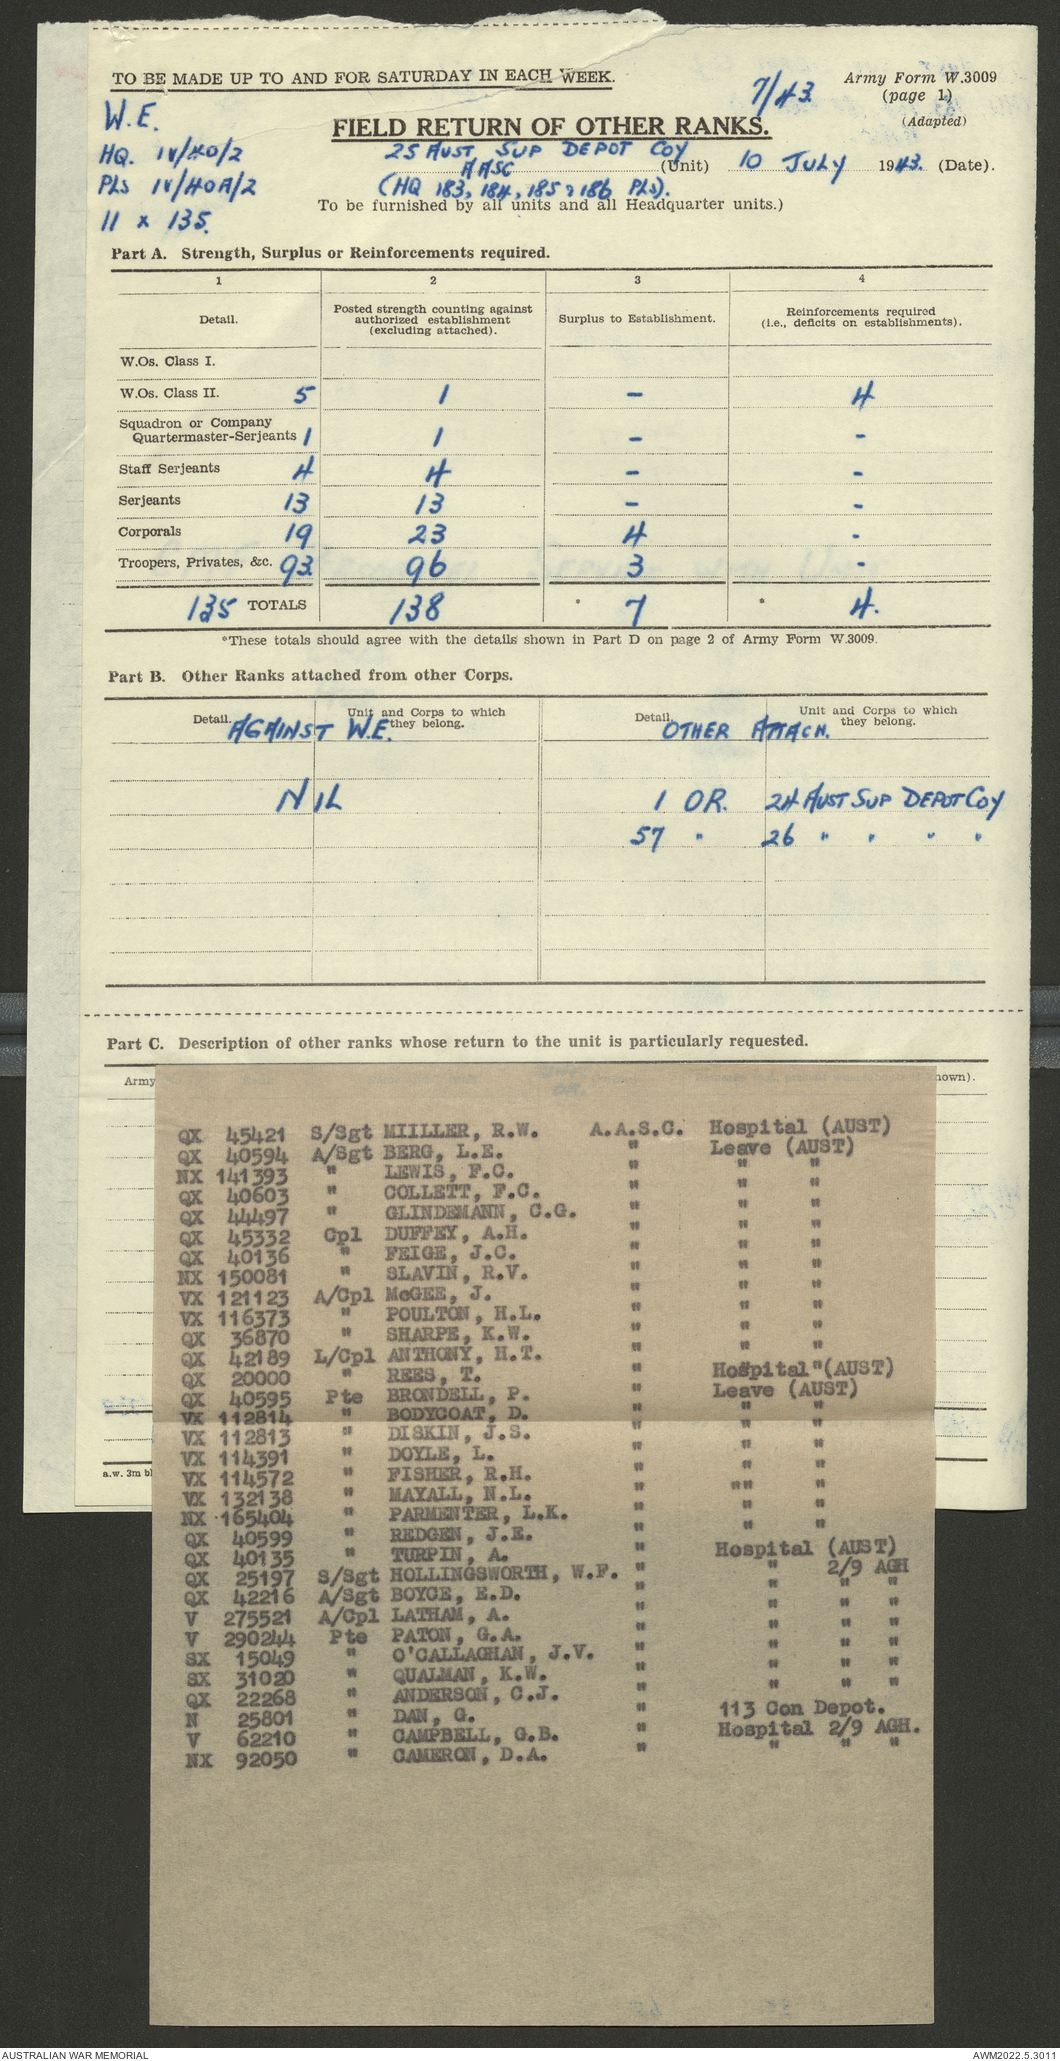 TO BE MADE UP TO AND FOR SATURDAY IN EACH WEEK.
7/43.
Army Form W.3009
(page 1)
(Adapted)
W.E.
HQ. IV/40/2
PLS IV/40A/2
11 x 135.
FIELD RETURN OF OTHER RANKS.
25 AUST SUP DEPOT COY
AASC (Unit) 10 JULY 1943. (Date).
(HQ 183, 184, 185 & 186 PLS).
To be furnished by all units and all Headquarter units.)
Part A. Strength, Surplus or Reinforcements required.
1 2 3 4
Detail. Posted strength counting against authorized establishment (excluding attached). Surplus to Establishment. Reinforcements required (i.e., deficits on establishments).
W.Os. Class I.
W.Os. Class II. 5 1 - 4
Squadron or Company
Quartermaster-Serjeants 1 1 - -
Staff Serjeants 4 4 - -
Serjeants 13 13 - -
Corporals 19 23 4 -
Troopers, Privates, &c. 93 96 3 -
135 TOTALS 138 * 7 * 4.
*These totals should agree with the details shown in Part D on page 2 of Army Form W.3009.
Part B. Other Ranks attached from other Corps.
Detail. Unit and Corps to which they belong. Detail. Unit and Corps to which they belong.
AGAINST W.E. OTHER ATTACH.
NIL 1 OR. 24 AUST SUP DEPOT COY
57 " 26 " " " "
Part C. Description of other ranks whose return to the unit is particularly requested.
Army
hown).
QX 45421 S/Sgt MIILLER, R.W. A.A.S.C. Hospital (AUST)
QX 40594 A/Sgt BERG, L.E. " Leave (AUST)
NX 141393 " LEWIS, F.C. " " "
QX 40603 " COLLETT, F.C. " " "
QX 44497 " GLINDEMANN, C.G. " " "
QX 45332 Cpl DUFFEY, A.H. " " "
QX 40136 " FEIGE, J.C. " " "
NX 150081 " SLAVIN, R.V. " " "
VX 121123 A/Cpl McGEE, J. " " "
VX 116373 " POULTON, H.L. " " "
QX 36870 " SHARPE, K.W. " " "
QX 42189 L/Cpl ANTHONY, H.T. " " "
QX 20000 " REES, T. " Hospital (AUST)
QX 40595 Pte BRONDELL, P. " Leave (AUST)
VX 112814 " BODYCOAT, D. " " "
VX 112813 " DISKIN, J.S. " " "
VX 114391 " DOYLE, L. " " "
VX 114572 " FISHER, R.H. " " "
VX 132138 " MAYALL, N.L. " "" "
NX 165404 " PARMENTER, L.K. " " "
QX 40599 " REDGEN, J.E. " " "
QX 40135 " TURPIN, A. " Hospital (AUST)
QX 25197 S/Sgt HOLLINGSWORTH, W.F. " " 2/9 AGH
QX 42216 A/Sgt BOYCE, E.D. " " " "
V 275521 A/Cpl LATHAM, A. " " " "
V 290244 Pte PATON, G.A. " " " "
SX 15049 " O'CALLAGHAN, J.V. " " " "
SX 31020 " QUALMAN, K.W. " " " "
QX 22268 " ANDERSON, C.J. " " " "
N 25801 " DAN, G. " 113 Con Depot.
V 62210 " CAMPBELL, G.B. " Hospital 2/9 AGH.
NX 92050 " CAMERON, D.A. " " " "
a.w. 3m bl
AUSTRALIAN WAR MEMORIAL
AWM2022.5.3011